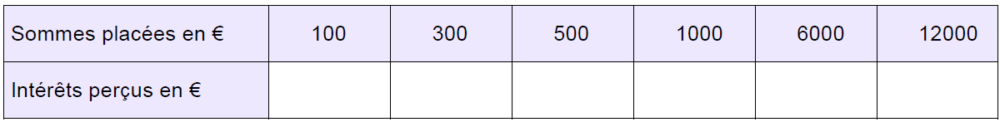 Sommes placées en € 100 300 500 1000 6000 12000
Intérêts perçus en €